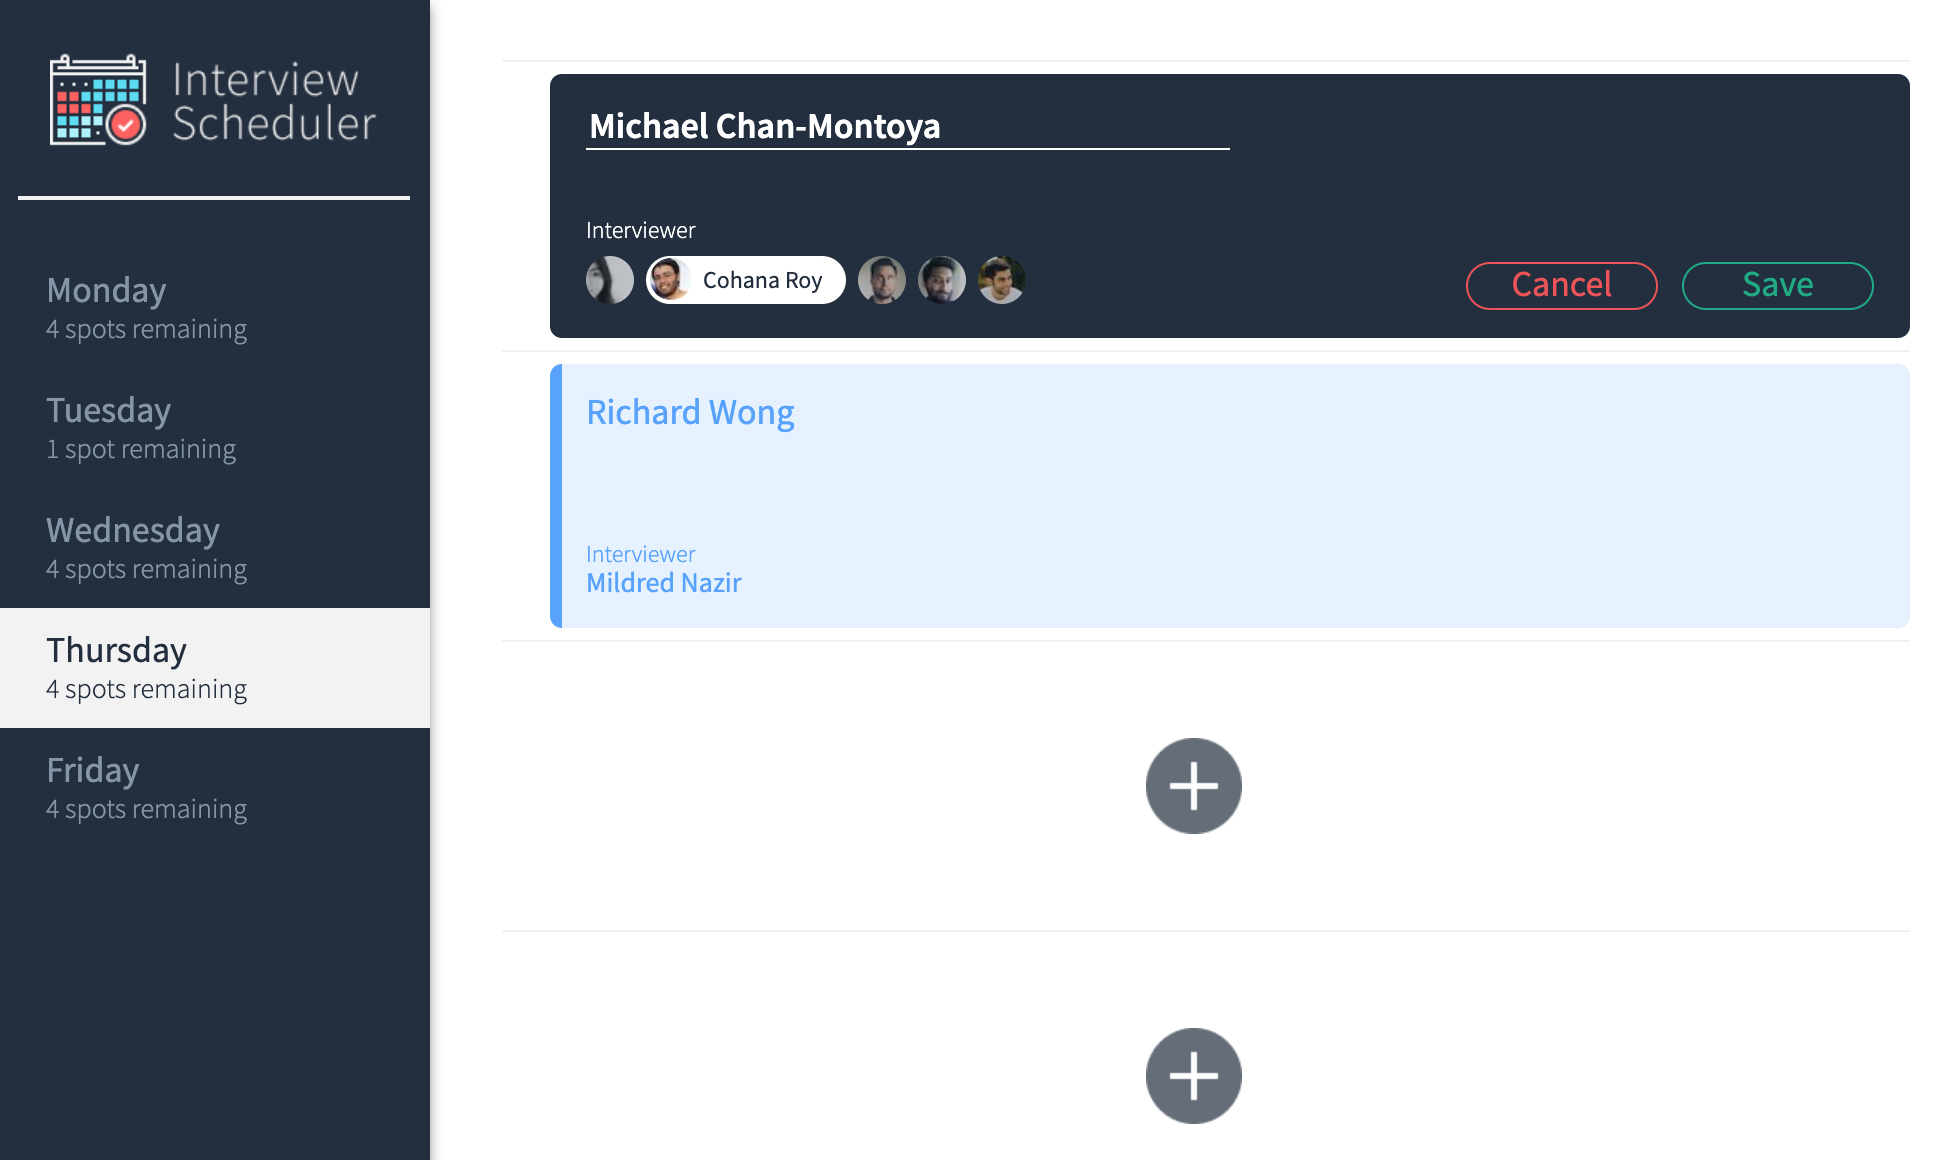 Interview
Scheduler
Monday
4 spots remaining
Tuesday
1 spot remaining
Wednesday
4 spots remaining
Thursday
4 spots remaining
Friday
4 spots remaining
Michael Chan-Montoya
Interviewer
Cohana Roy
Cancel
Save
Richard Wong
Interviewer
Mildred Nazir